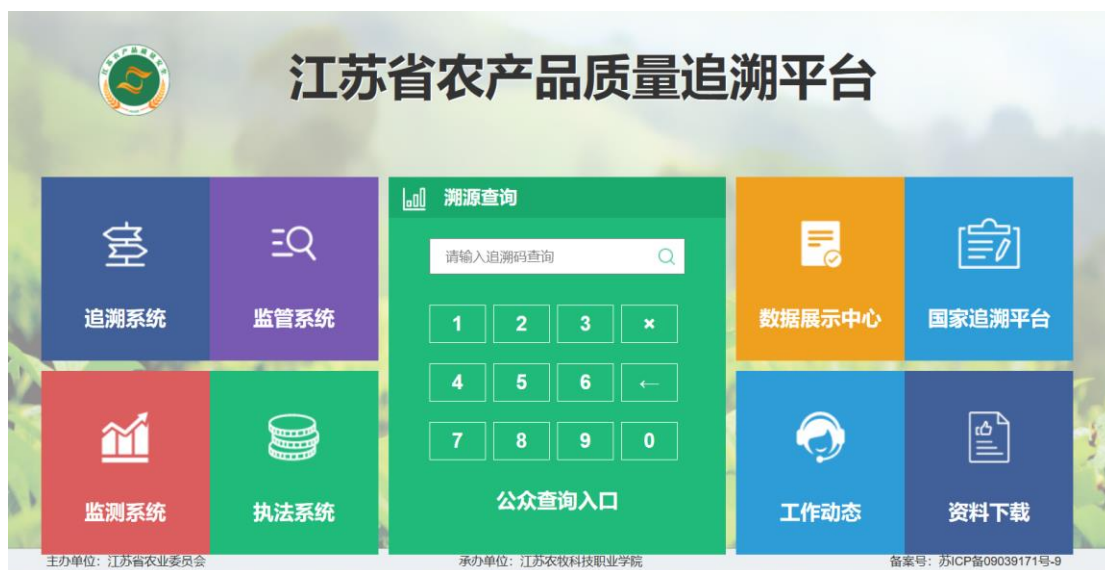 江苏省农产品质量追溯平台
溯源查询
请输入追溯码查询
追溯系统
监管系统
1 2 3 ×
数据展示中心
国家追溯平台
4 5 6 ←
7 8 9 0
监测系统
执法系统
公众查询入口
工作动态
资料下载
主办单位：江苏省农业委员会
承办单位：江苏农牧科技职业学院
备案号：苏ICP备09039171号-9